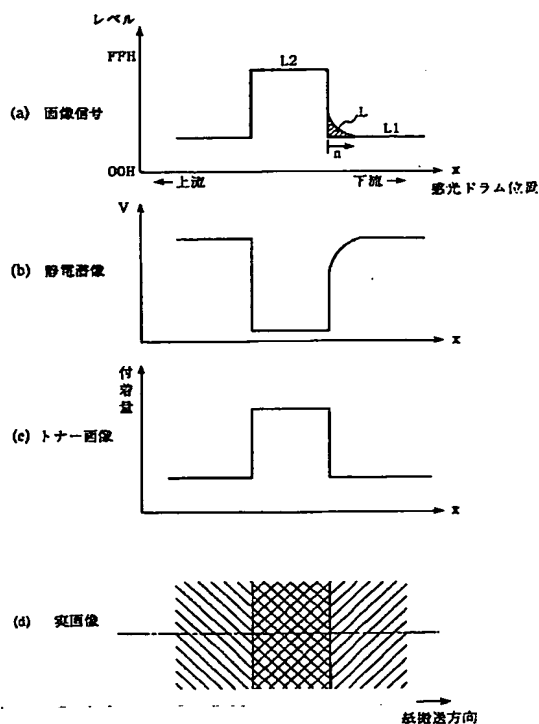 レベル
FFH
L2
L
(a) 画像信号
L1
n
00H
x
←上流
下流→
感光ドラム位置
V
(b) 静電潜像
x
付着量
(c) トナー画像
x
(d) 実画像
紙搬送方向